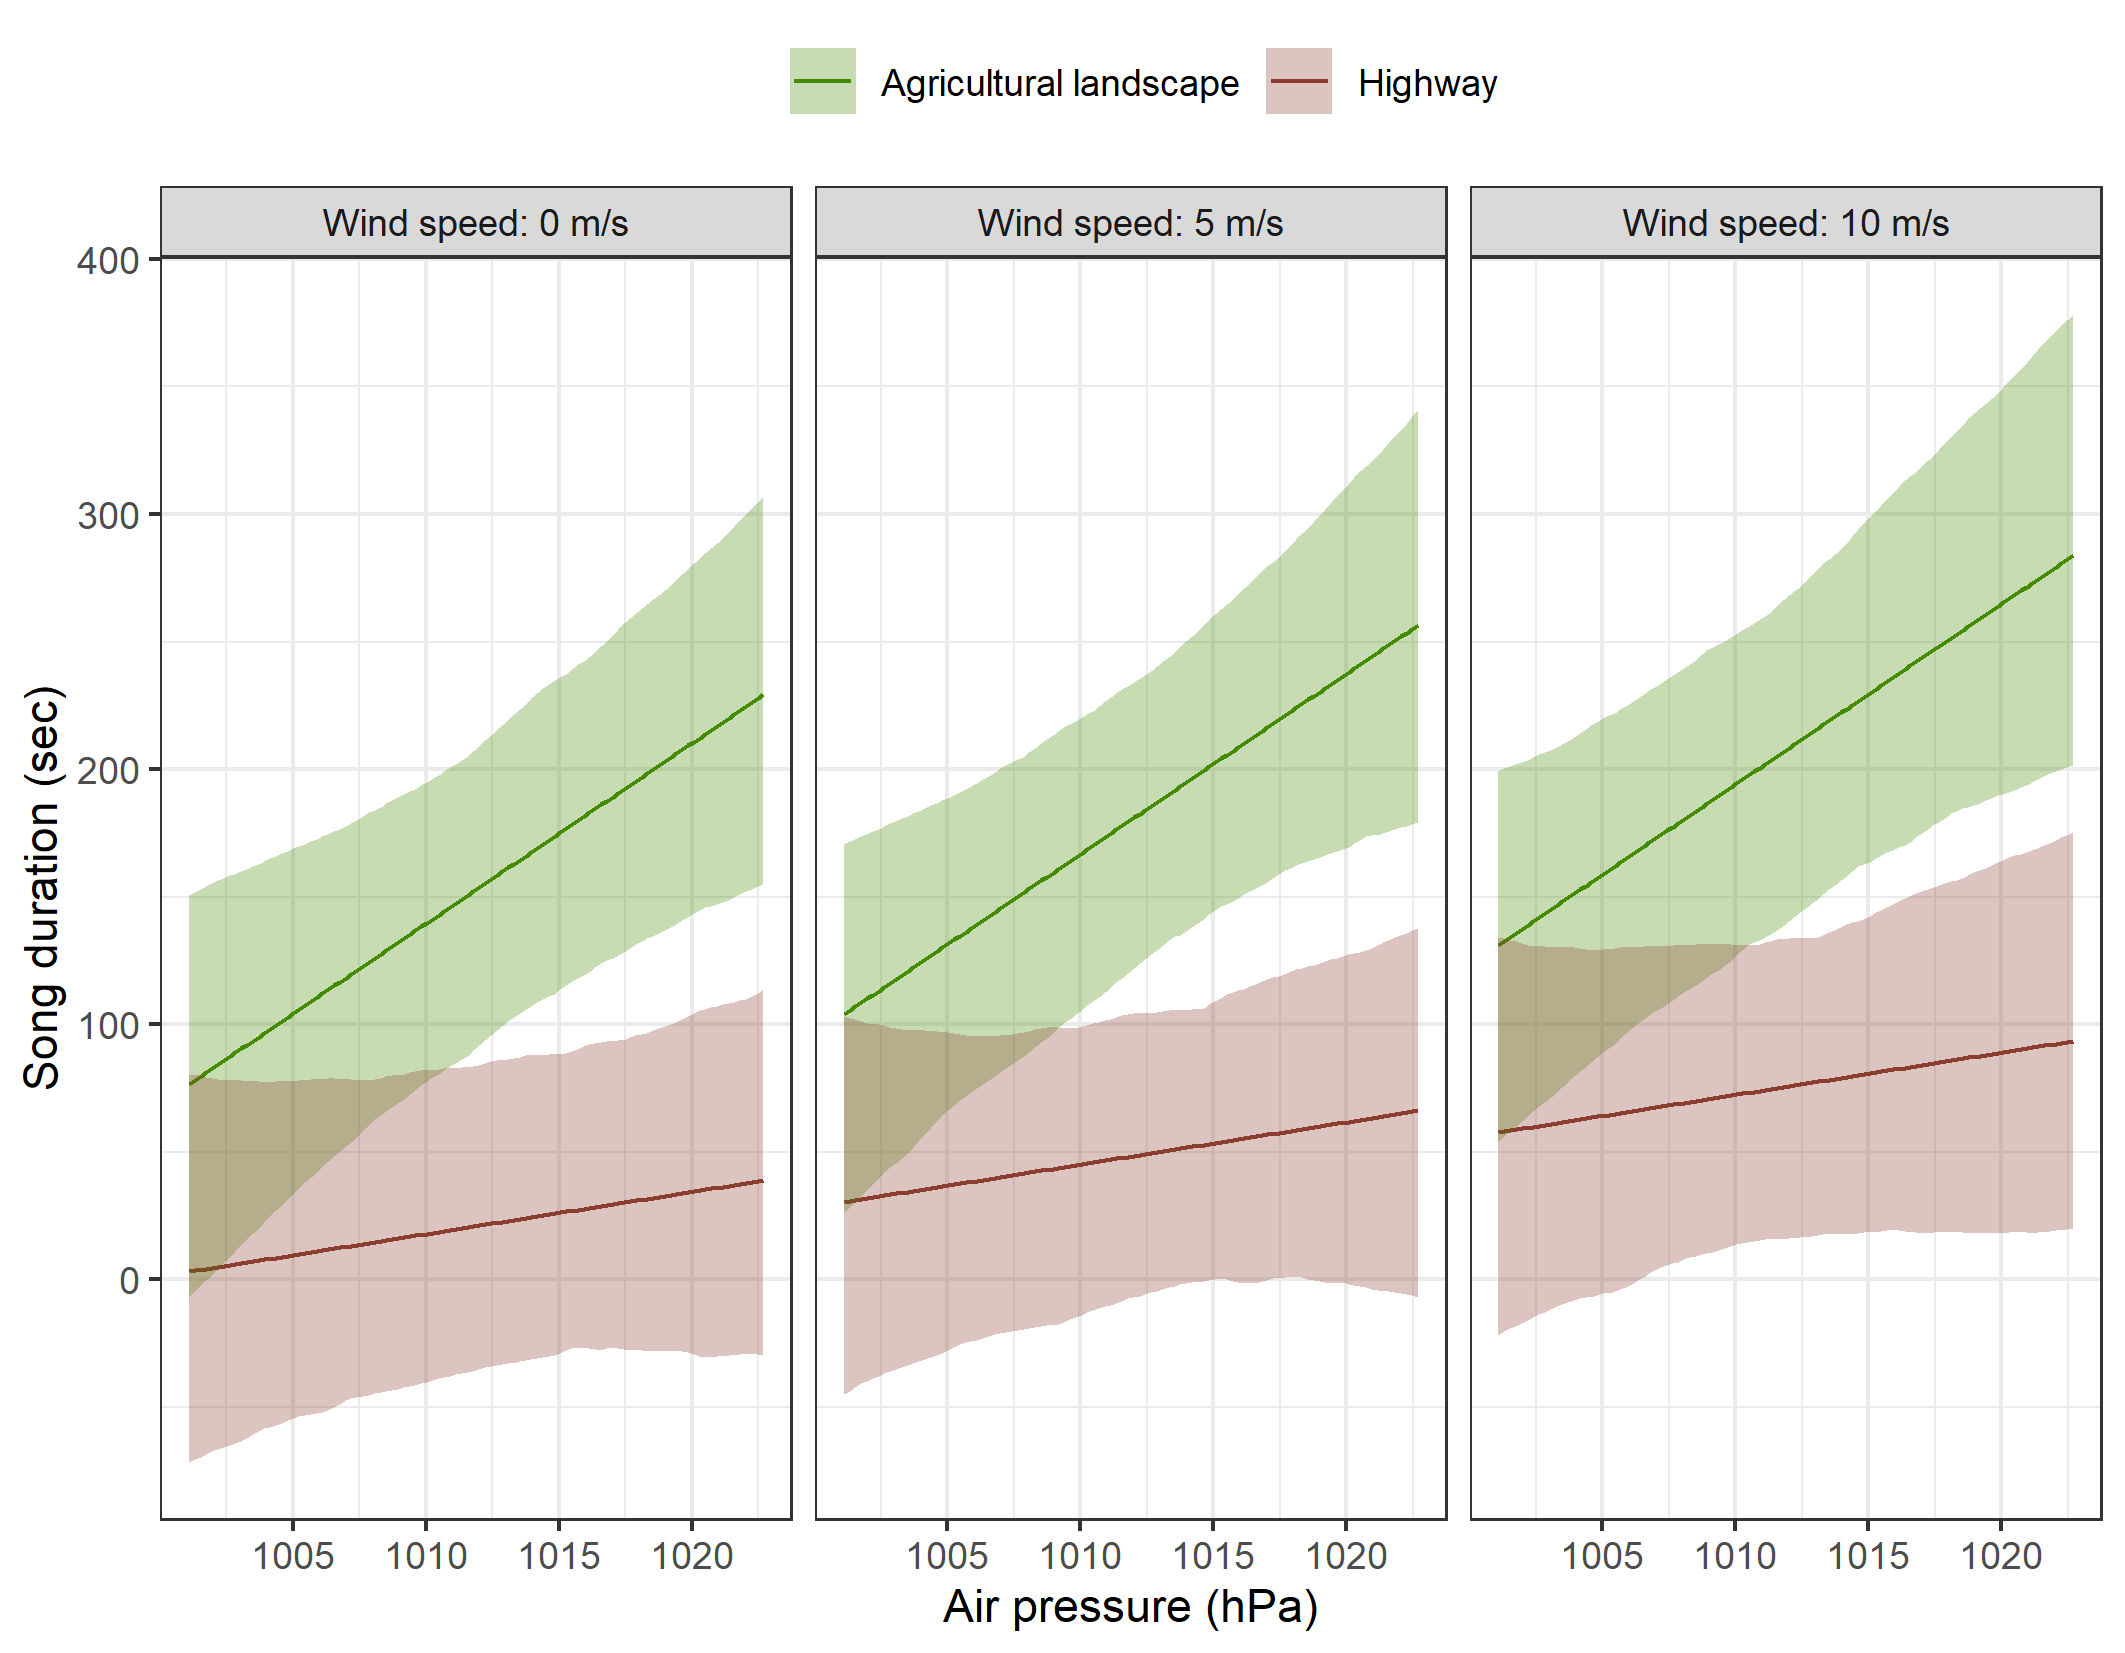 Agricultural landscape Highway
Wind speed: 0 m/s Wind speed: 5 m/s Wind speed: 10 m/s
400
300
200
100
0
Song duration (sec)
1005 1010 1015 1020 1005 1010 1015 1020 1005 1010 1015 1020
Air pressure (hPa)